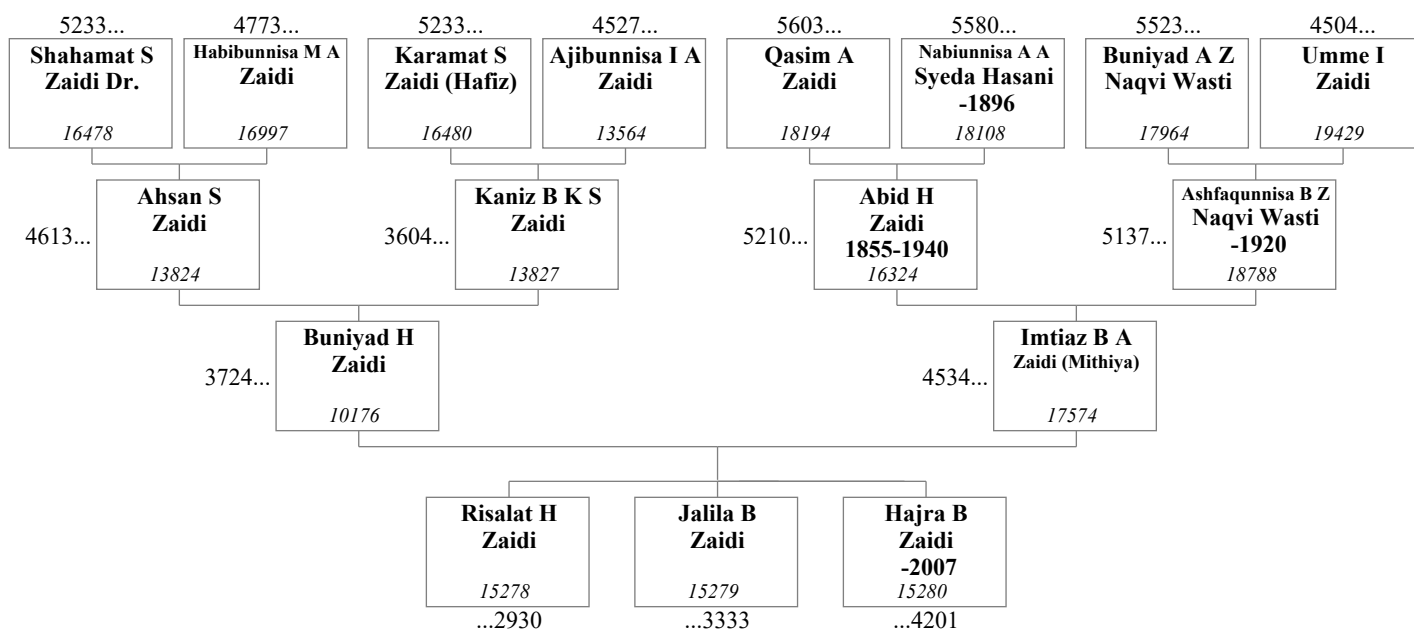 5233...
4773...
5233...
4527...
5603...
5580...
5523...
4504...
Shahamat S
Zaidi Dr.
16478
Habibunnisa M A
Zaidi
16997
Karamat S
Zaidi (Hafiz)
16480
Ajibunnisa I A
Zaidi
13564
Qasim A
Zaidi
18194
Nabiunnisa A A
Syeda Hasani
-1896
18108
Buniyad A Z
Naqvi Wasti
17964
Umme I
Zaidi
19429
4613...
Ahsan S
Zaidi
13824
3604...
Kaniz B K S
Zaidi
13827
5210...
Abid H
Zaidi
1855-1940
16324
5137...
Ashfaqunnisa B Z
Naqvi Wasti
-1920
18788
3724...
Buniyad H
Zaidi
10176
4534...
Imtiaz B A
Zaidi (Mithiya)
17574
Risalat H
Zaidi
15278
...2930
Jalila B
Zaidi
15279
...3333
Hajra B
Zaidi
-2007
15280
...4201